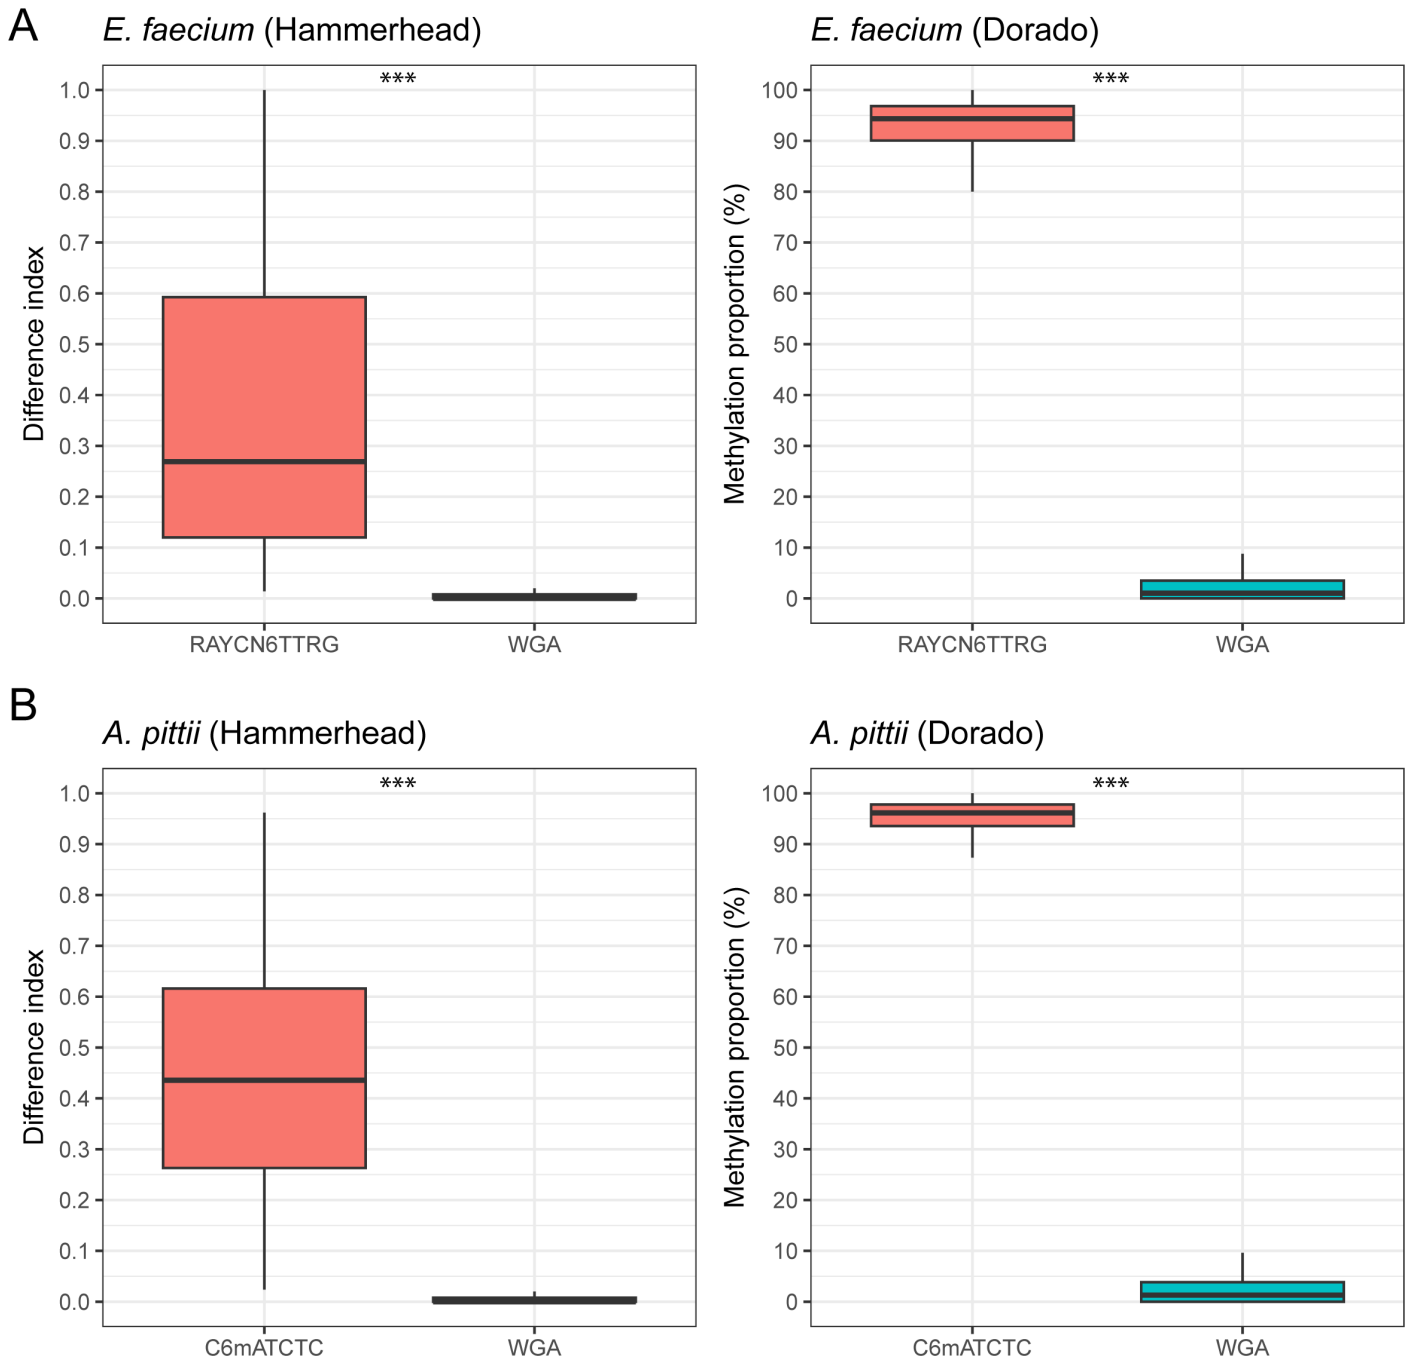 A
E. faecium (Hammerhead)
***
Difference index
1.0
0.9
0.8
0.7
0.6
0.5
0.4
0.3
0.2
0.1
0.0
RAYCN6TTRG
WGA
E. faecium (Dorado)
***
Methylation proportion (%)
100
90
80
70
60
50
40
30
20
10
0
RAYCN6TTRG
WGA
B
A. pittii (Hammerhead)
***
Difference index
1.0
0.9
0.8
0.7
0.6
0.5
0.4
0.3
0.2
0.1
0.0
C6mATCTC
WGA
A. pittii (Dorado)
***
Methylation proportion (%)
100
90
80
70
60
50
40
30
20
10
0
C6mATCTC
WGA